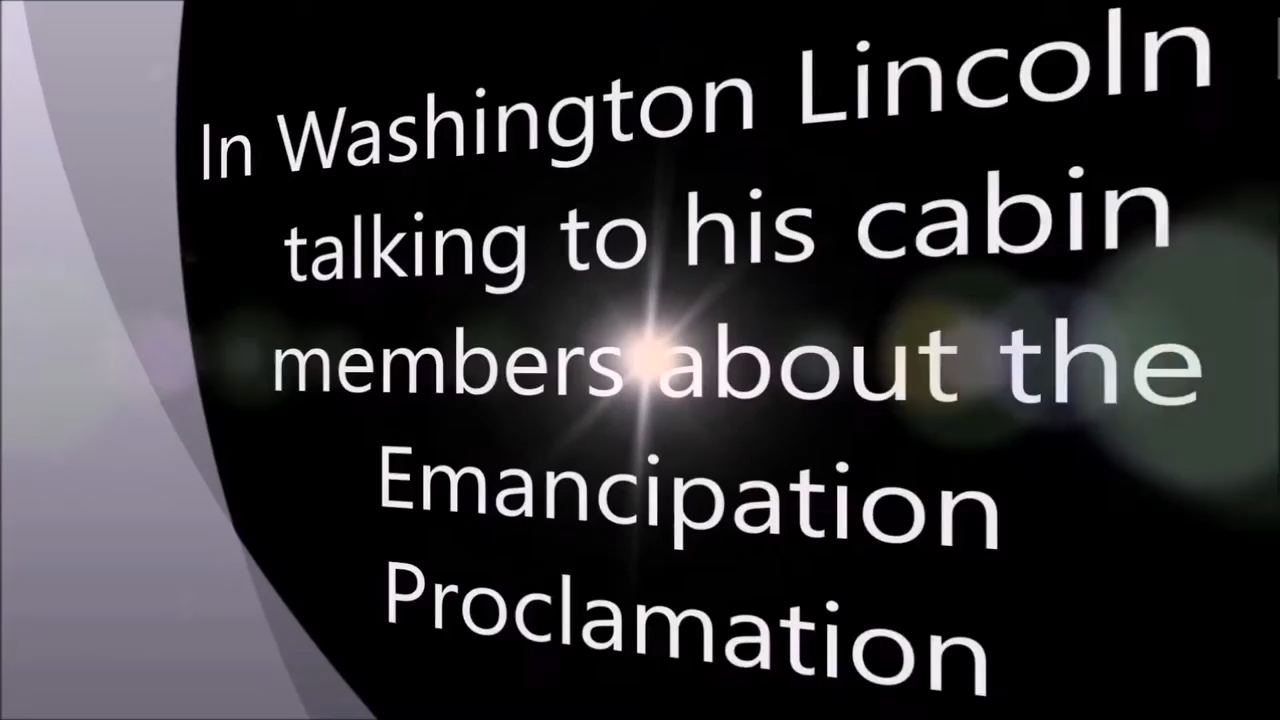 In Washington Lincoln
talking to his cabin
members about the
Emancipation
Proclamation